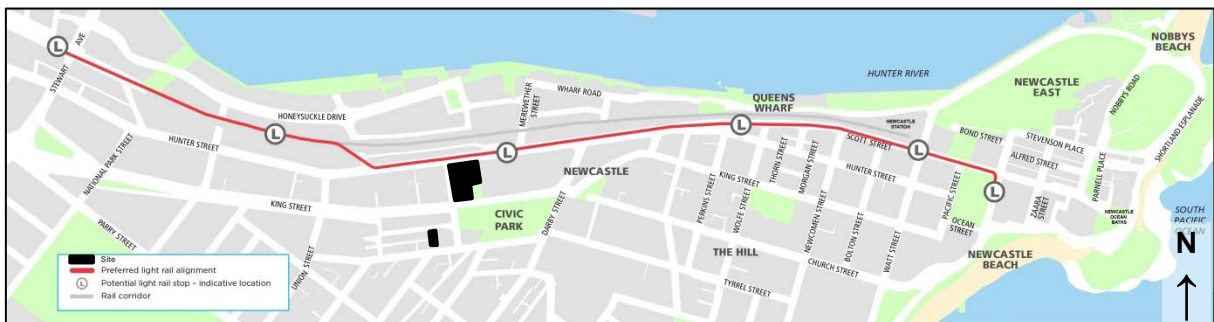 L
STEWART
AVE
NATIONAL PARK STREET
HUNTER STREET
HONEYSUCKLE DRIVE
L
PARRY STREET
KING STREET
UNION STREET
MEREWETHER
STREET
WHARF ROAD
L
NEWCASTLE
CIVIC
PARK
DARBY STREET
QUEENS
WHARF
L
HUNTER RIVER
PERKINS STREET
KING STREET
WOLFE STREET
THORN STREET
MORGAN STREET
HUNTER STREET
NEWCOMEN STREET
BOLTON STREET
THE HILL
CHURCH STREET
TYRREL STREET
WATT STREET
SCOTT STREET
NEWCASTLE
STATION
L
BOND STREET
PACIFIC STREET
L
OCEAN
STREET
NEWCASTLE
BEACH
NEWCASTLE
EAST
STEVENSON PLACE
ALFRED STREET
ZAARA
STREET
PARNELL PLACE
NEWCASTLE
OCEAN
BATHS
NOBBYS
BEACH
NOBBYS ROAD
SHORTLAND ESPLANADE
SOUTH
PACIFIC
OCEAN
N
Site
Preferred light rail alignment
L Potential light rail stop – indicative location
Rail corridor